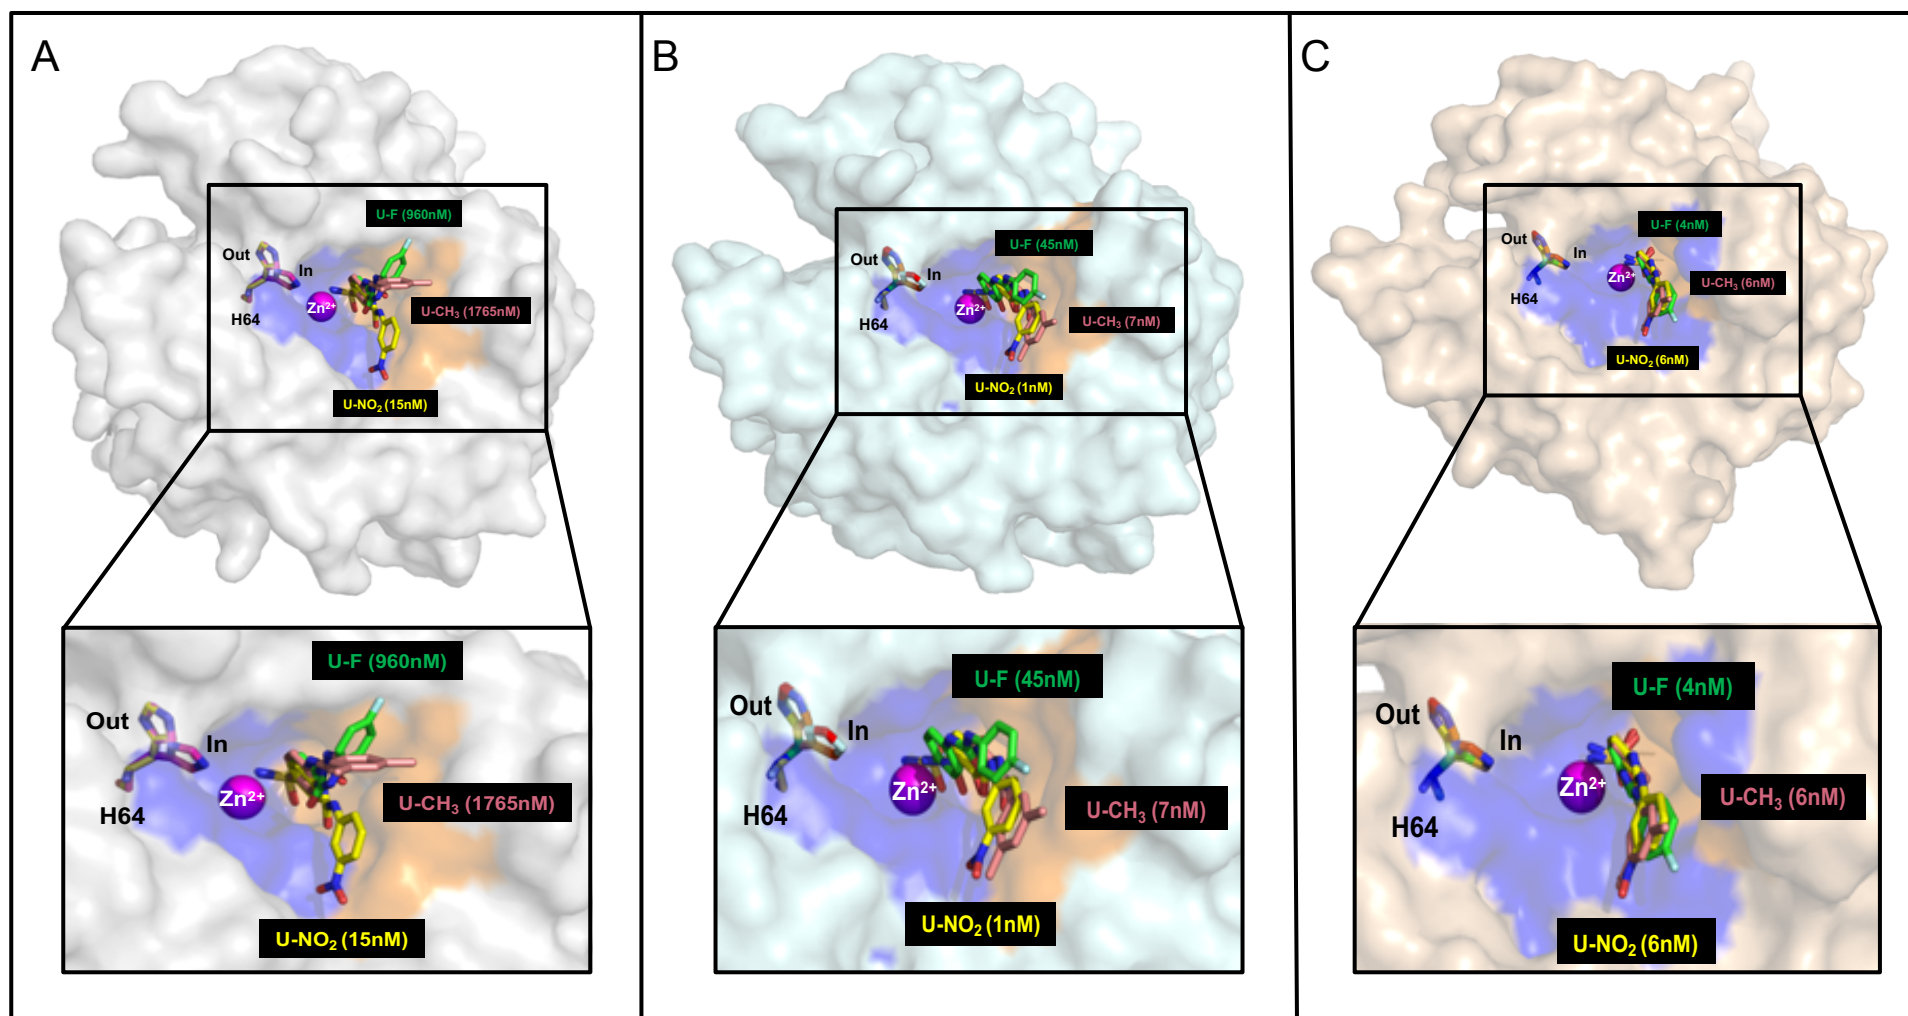 A
U-F (960nM)
Out
In
Zn²⁺
H64
U-CH₃ (1765nM)
U-NO₂ (15nM)
U-F (960nM)
Out
In
Zn²⁺
H64
U-CH₃ (1765nM)
U-NO₂ (15nM)
B
U-F (45nM)
Out
In
Zn²⁺
H64
U-CH₃ (7nM)
U-NO₂ (1nM)
U-F (45nM)
Out
In
Zn²⁺
H64
U-CH₃ (7nM)
U-NO₂ (1nM)
C
U-F (4nM)
Out
In
Zn²⁺
H64
U-CH₃ (6nM)
U-NO₂ (6nM)
U-F (4nM)
Out
In
Zn²⁺
H64
U-CH₃ (6nM)
U-NO₂ (6nM)